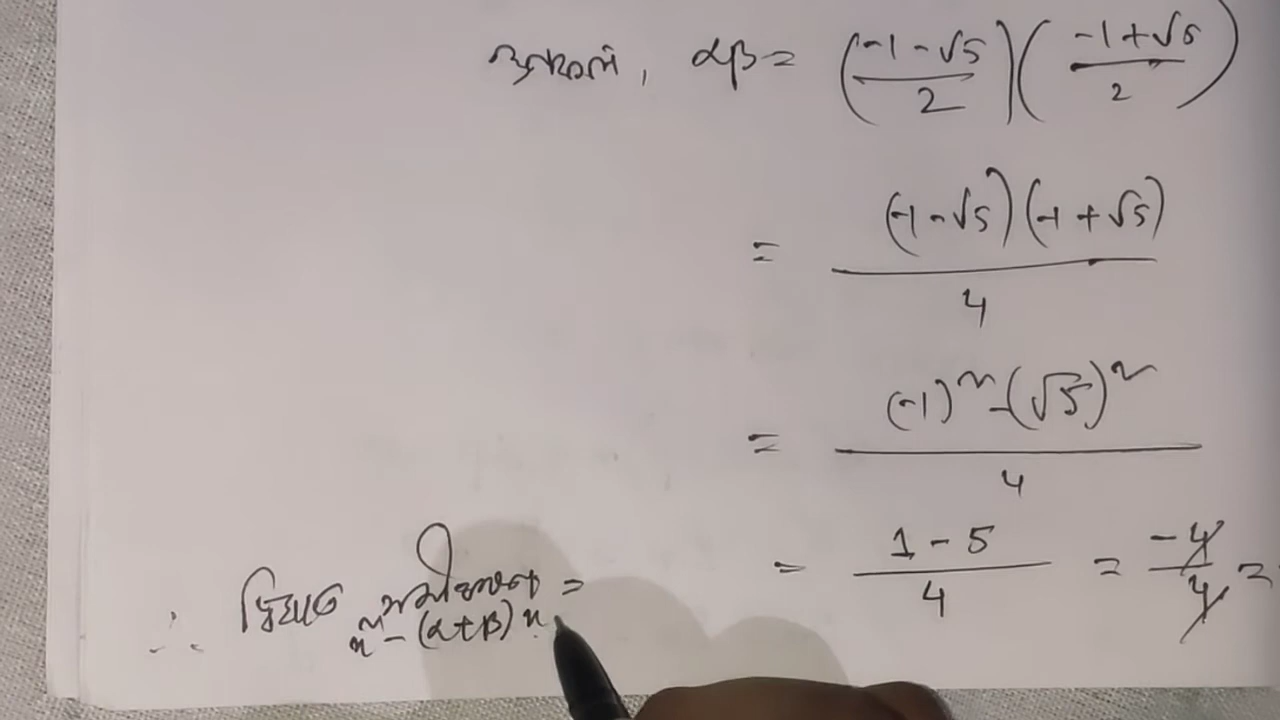 গুণফল, αβ = (-1 - √5 / 2)(-1 + √5 / 2)
= (-1 - √5)(-1 + √5) / 4
= (-1)² - (√5)² / 4
= 1 - 5 / 4 = -4 / 4 =
∴ দ্বিঘাত সমীকরণ =
x² - (α+β)x